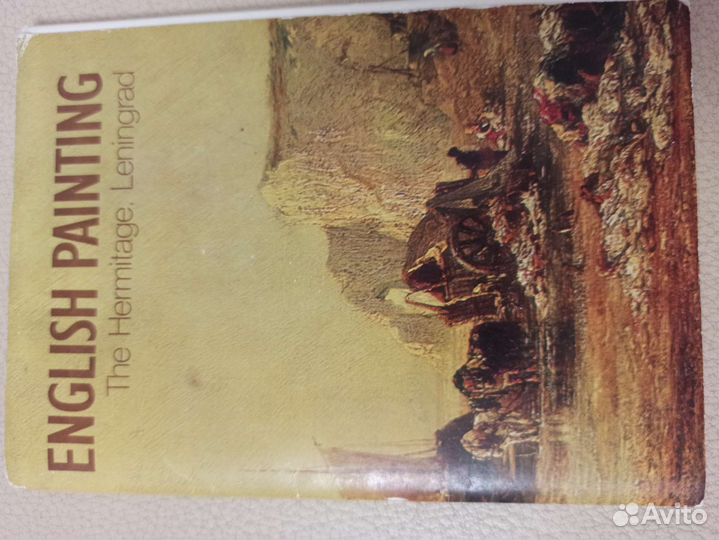 ENGLISH PAINTING
The Hermitage, Leningrad
Avito